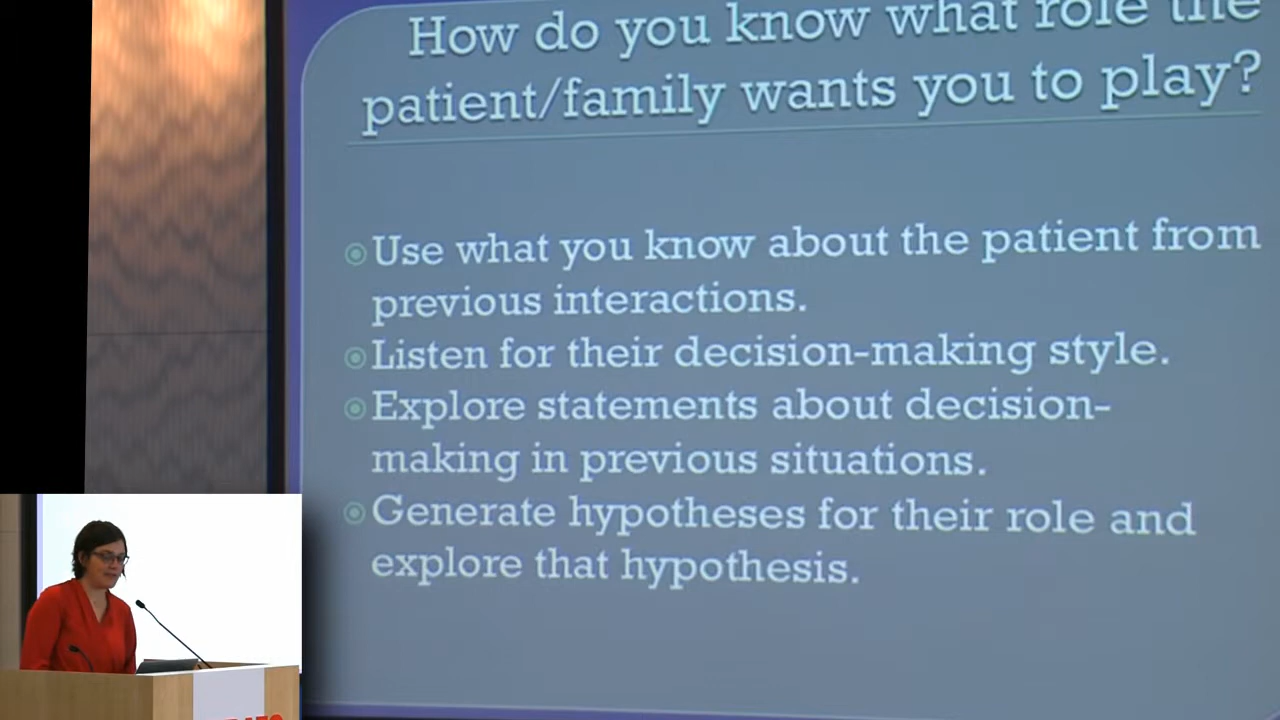 How do you know what role the
patient/family wants you to play?
Use what you know about the patient from
previous interactions.
Listen for their decision-making style.
Explore statements about decision-
making in previous situations.
Generate hypotheses for their role and
explore that hypothesis.